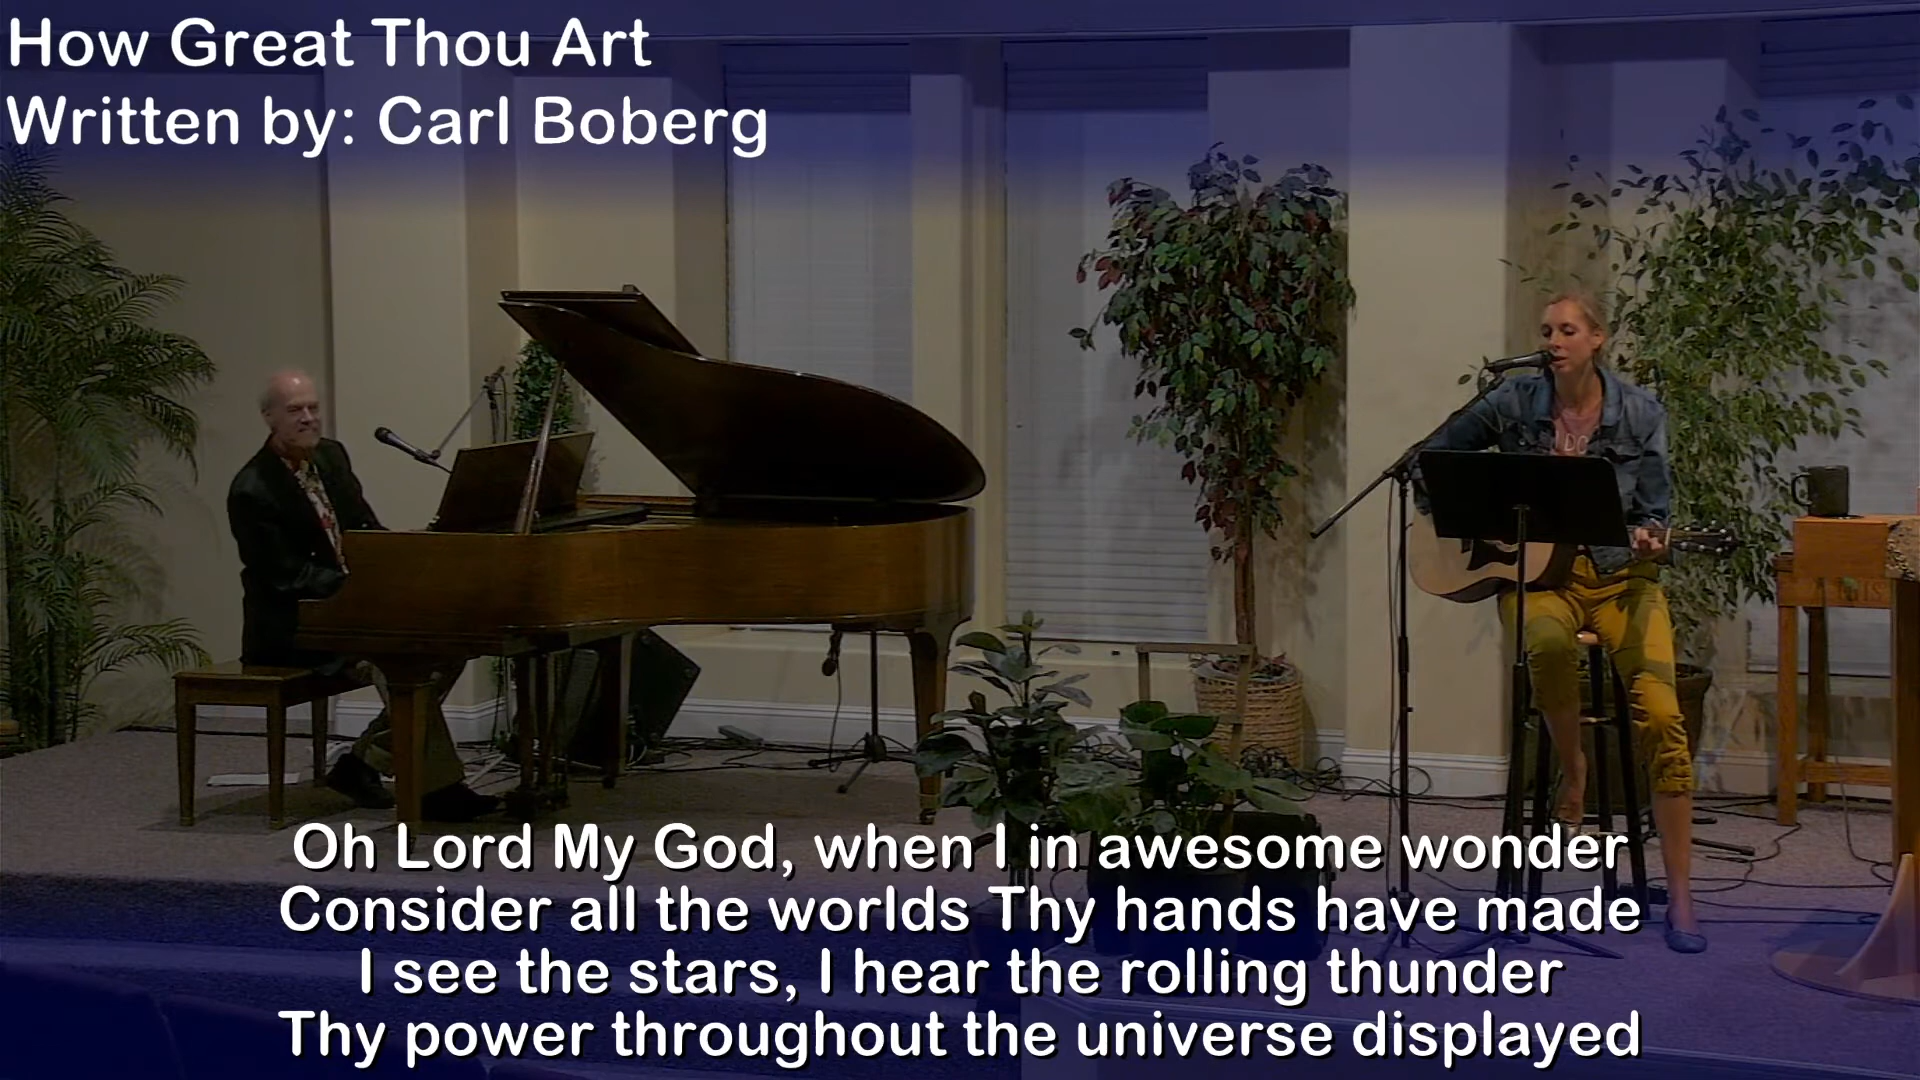 How Great Thou Art
Written by: Carl Boberg
Oh Lord My God, when I in awesome wonder
Consider all the worlds Thy hands have made
I see the stars, I hear the rolling thunder
Thy power throughout the universe displayed